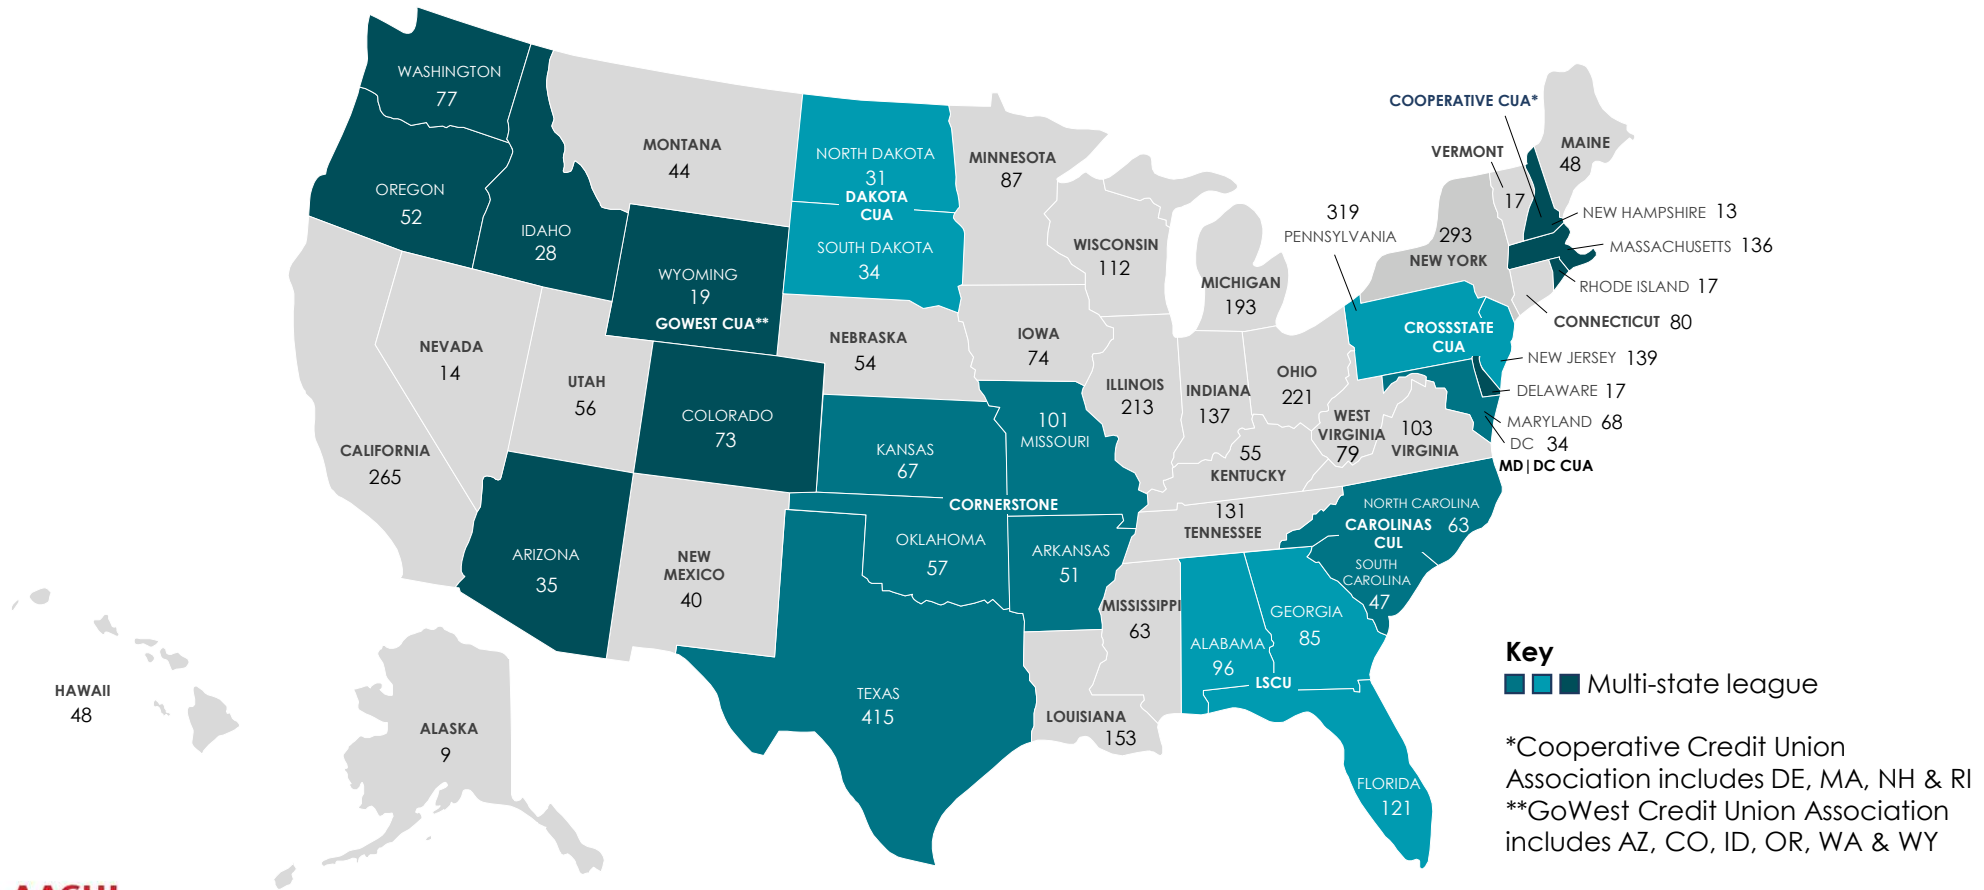 WASHINGTON
77
OREGON
52
IDAHO
28
MONTANA
44
WYOMING
19
GOWEST CUA**
NORTH DAKOTA
31
DAKOTA
CUA
SOUTH DAKOTA
34
MINNESOTA
87
WISCONSIN
112
MICHIGAN
193
COOPERATIVE CUA*
VERMONT
17
MAINE
48
NEW HAMPSHIRE 13
MASSACHUSETTS 136
RHODE ISLAND 17
CONNECTICUT 80
319
PENNSYLVANIA
293
NEW YORK
CROSSSTATE
CUA
NEW JERSEY 139
DELAWARE 17
MARYLAND 68
DC 34
MD|DC CUA
NEVADA
14
UTAH
56
CALIFORNIA
265
COLORADO
73
NEBRASKA
54
IOWA
74
ILLINOIS
213
INDIANA
137
OHIO
221
WEST
VIRGINIA
79
103
VIRGINIA
KANSAS
67
101
MISSOURI
55
KENTUCKY
CORNERSTONE
131
TENNESSEE
NORTH CAROLINA
CAROLINAS 63
CUL
SOUTH
CAROLINA
47
ARIZONA
35
NEW
MEXICO
40
OKLAHOMA
57
ARKANSAS
51
MISSISSIPPI
63
ALABAMA
96
GEORGIA
85
LSCU
TEXAS
415
LOUISIANA
153
FLORIDA
121
HAWAII
48
ALASKA
9
Key
Multi-state league
*Cooperative Credit Union
Association includes DE, MA, NH & RI
**GoWest Credit Union Association
includes AZ, CO, ID, OR, WA & WY